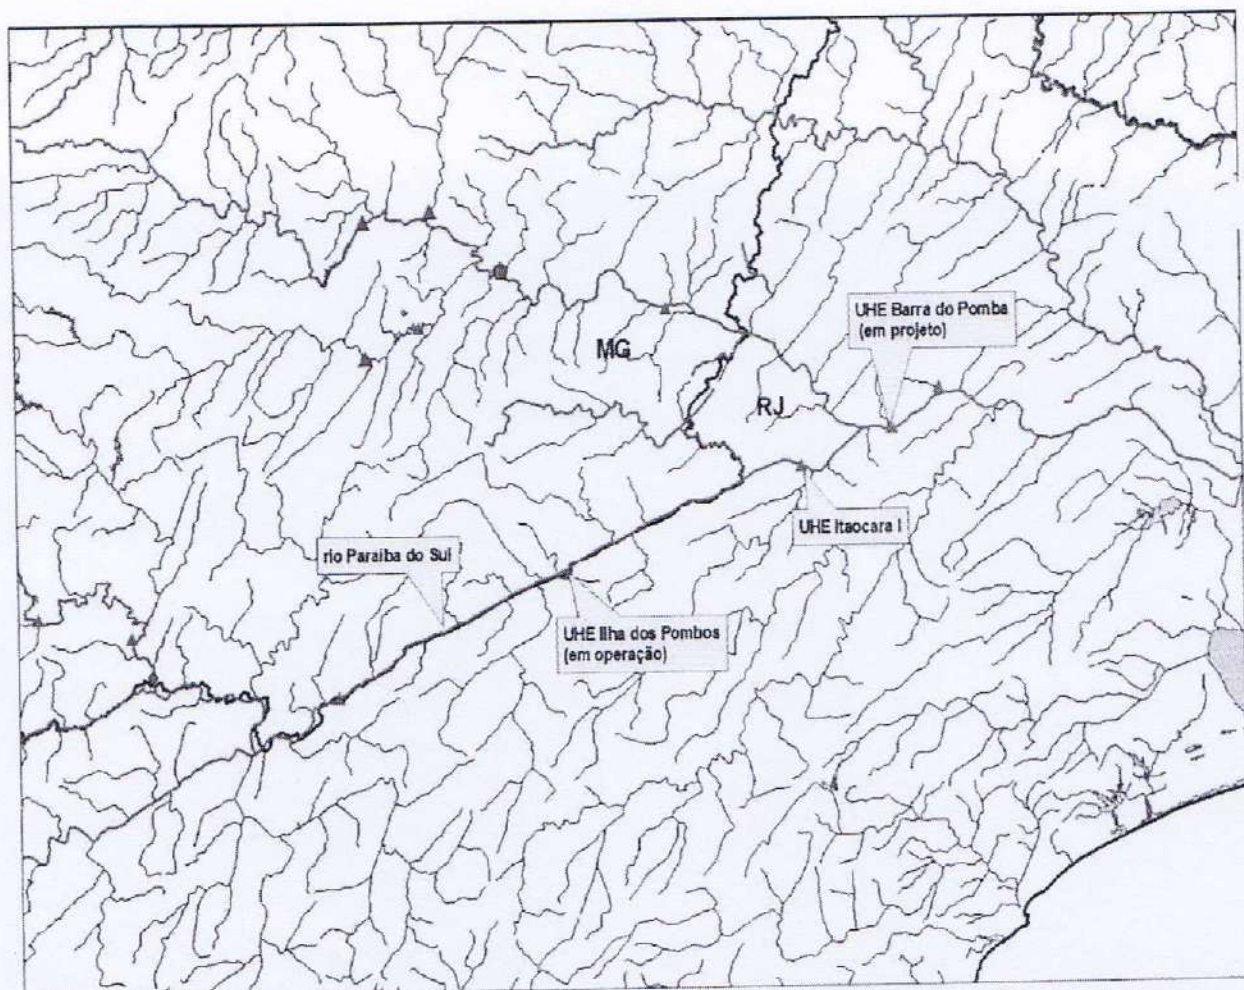 UHE Barra do Pomba
(em projeto)
MG
RJ
UHE Itaocara I
rio Paraíba do Sul
UHE Ilha dos Pombos
(em operação)